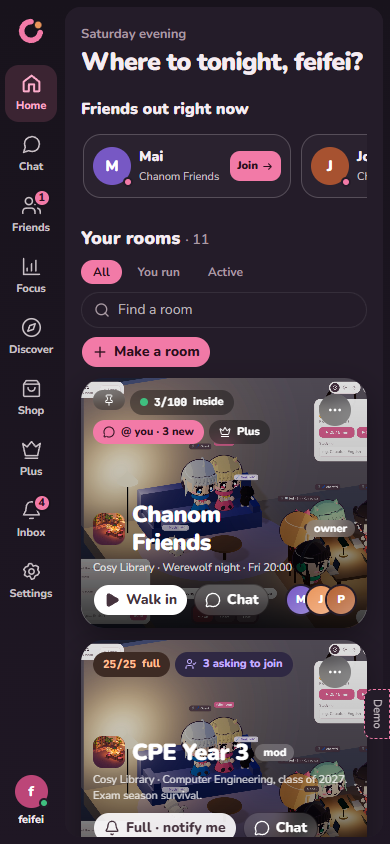 Saturday evening
Where to tonight, feifei?
Home
Friends out right now
Chat
M
Mai
Chanom Friends
Join →
J
1
Friends
Your rooms · 11
Focus
All
You run
Active
Find a room
Discover
+ Make a room
Shop
3/100 inside
@ you · 3 new
Plus
Plus
4
Inbox
Chanom
Friends
owner
Cosy Library · Werewolf night · Fri 20:00
Settings
Walk in
Chat
M
J
P
25/25 full
3 asking to join
Demo
CPE Year 3
mod
Cosy Library · Computer Engineering, class of 2027.
Exam season survival.
f
feifei
Full · notify me
Chat